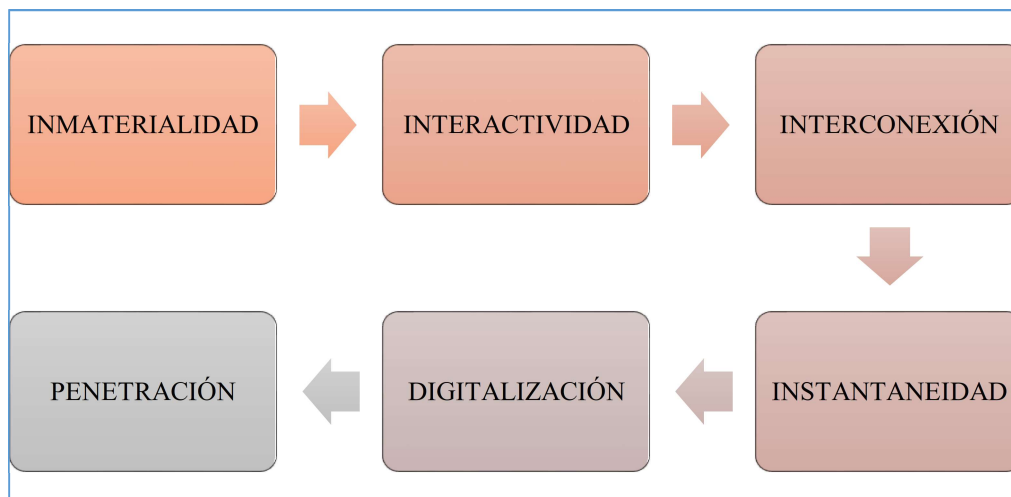 INMATERIALIDAD
INTERACTIVIDAD
INTERCONEXIÓN
INSTANTANEIDAD
DIGITALIZACIÓN
PENETRACIÓN